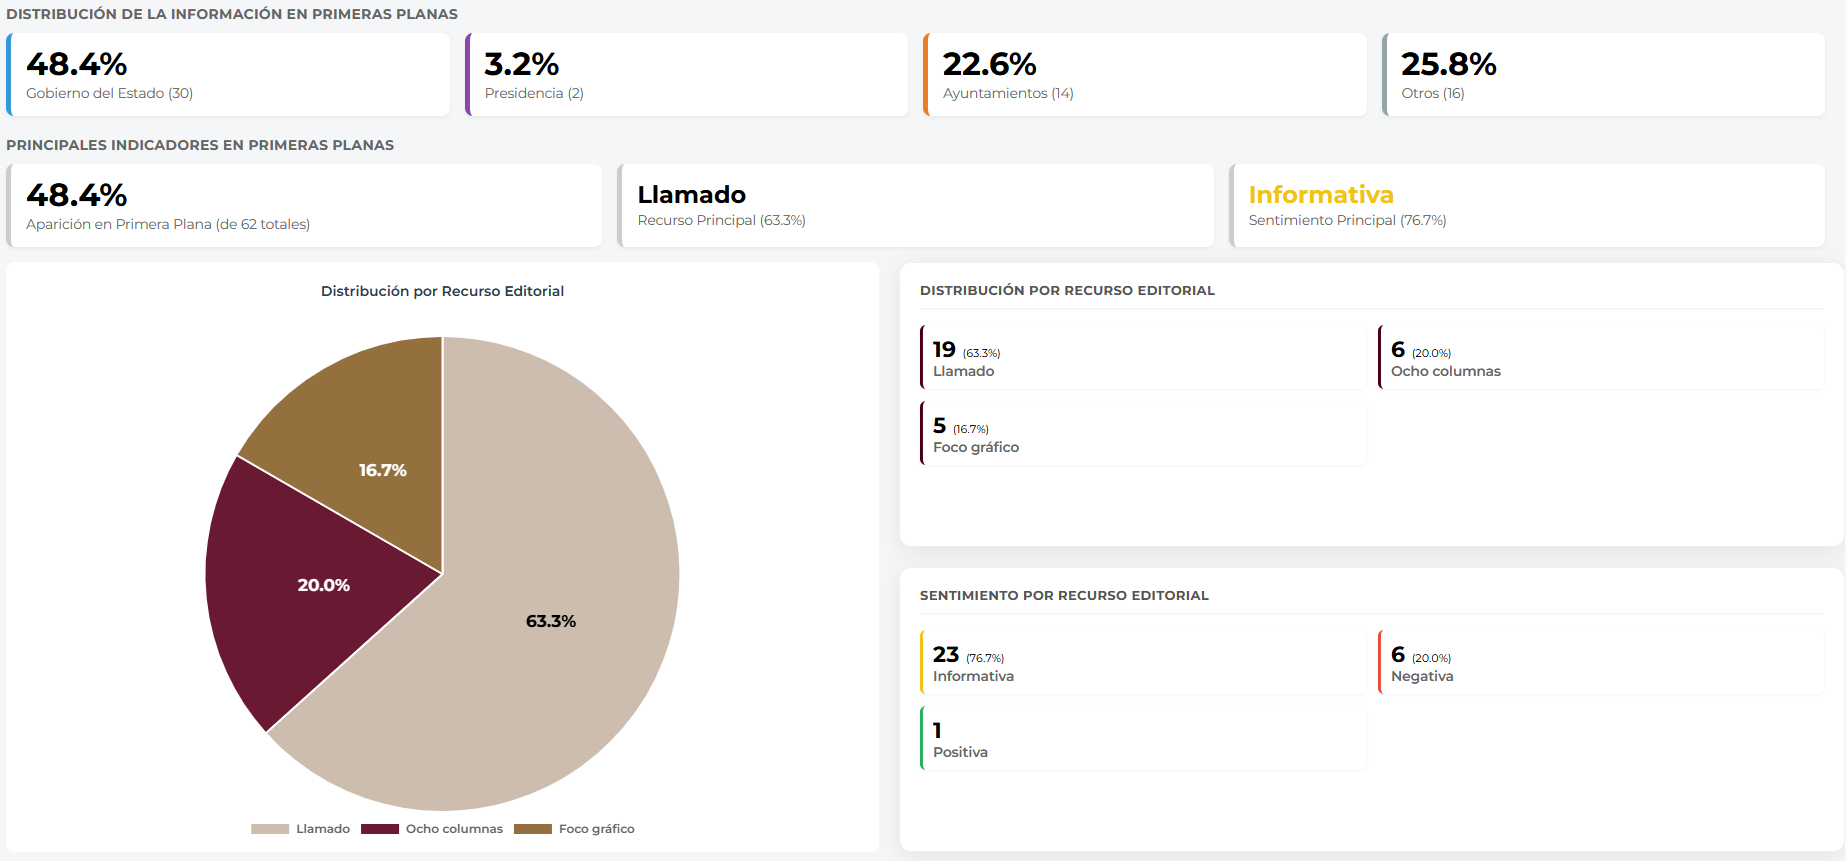 DISTRIBUCIÓN DE LA INFORMACIÓN EN PRIMERAS PLANAS
48.4%
Gobierno del Estado (30)
3.2%
Presidencia (2)
22.6%
Ayuntamientos (14)
25.8%
Otros (16)
PRINCIPALES INDICADORES EN PRIMERAS PLANAS
48.4%
Aparición en Primera Plana (de 62 totales)
Llamado
Recurso Principal (63.3%)
Informativa
Sentimiento Principal (76.7%)
Distribución por Recurso Editorial
16.7%
20.0%
63.3%
Llamado
Ocho columnas
Foco gráfico
DISTRIBUCIÓN POR RECURSO EDITORIAL
19 (63.3%)
Llamado
6 (20.0%)
Ocho columnas
5 (16.7%)
Foco gráfico
SENTIMIENTO POR RECURSO EDITORIAL
23 (76.7%)
Informativa
6 (20.0%)
Negativa
1
Positiva